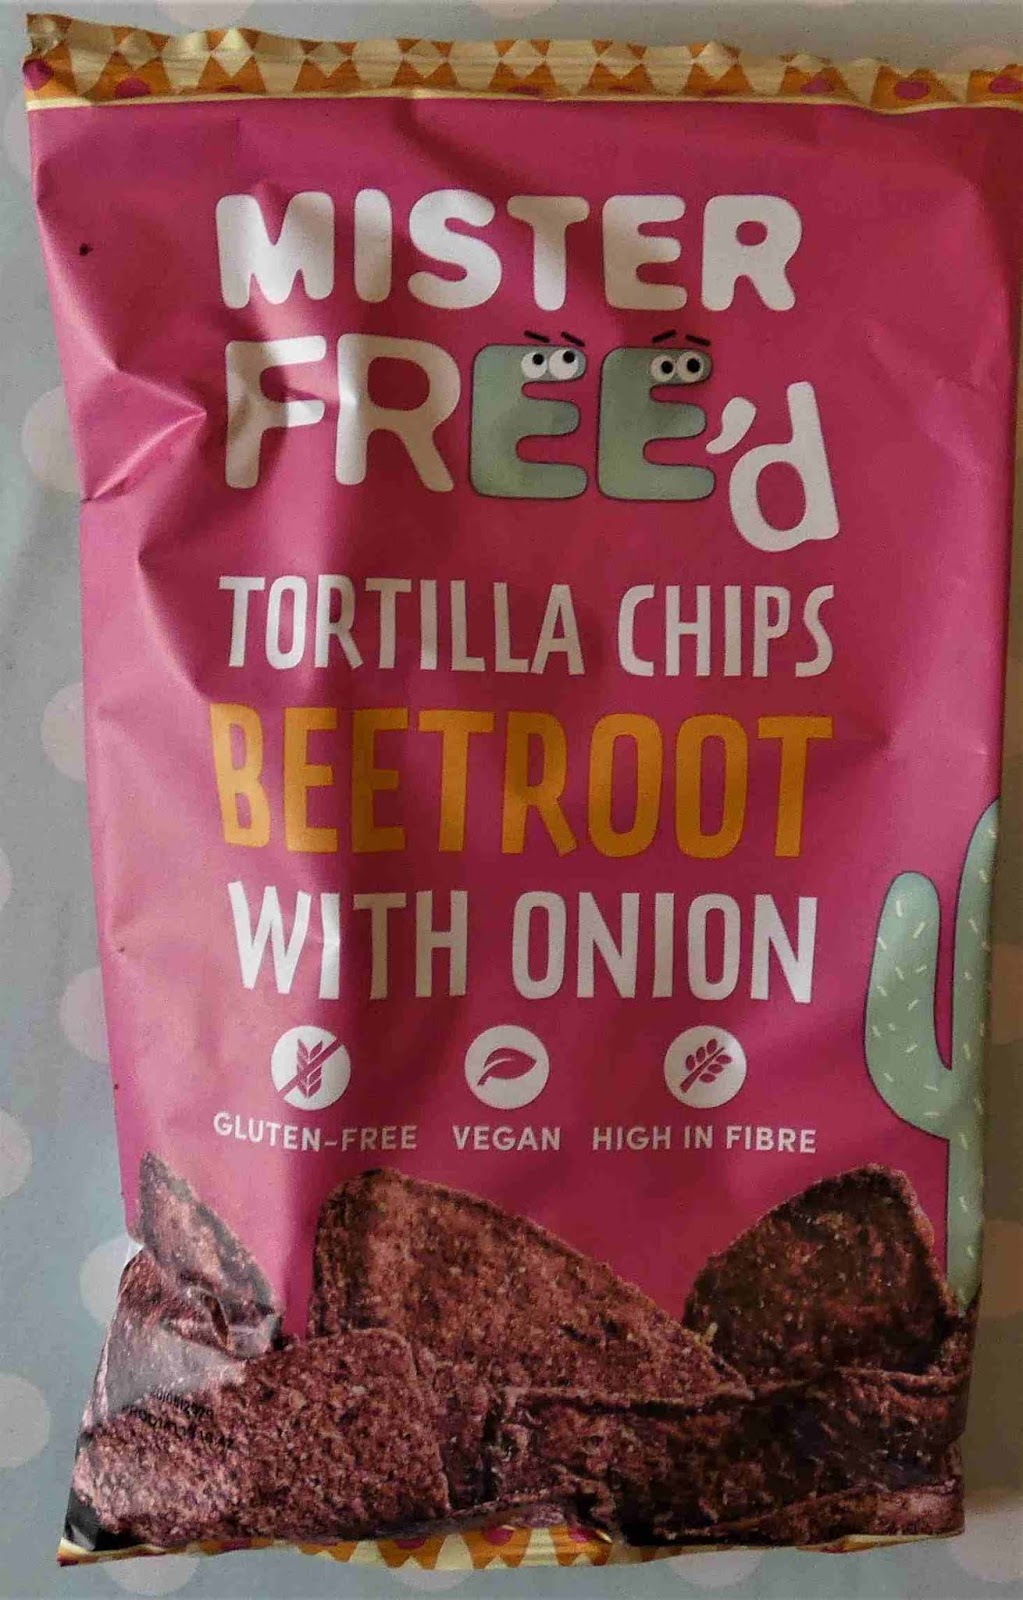 MISTER
FREE'd
TORTILLA CHIPS
BEETROOT
WITH ONION
GLUTEN-FREE VEGAN HIGH IN FIBRE